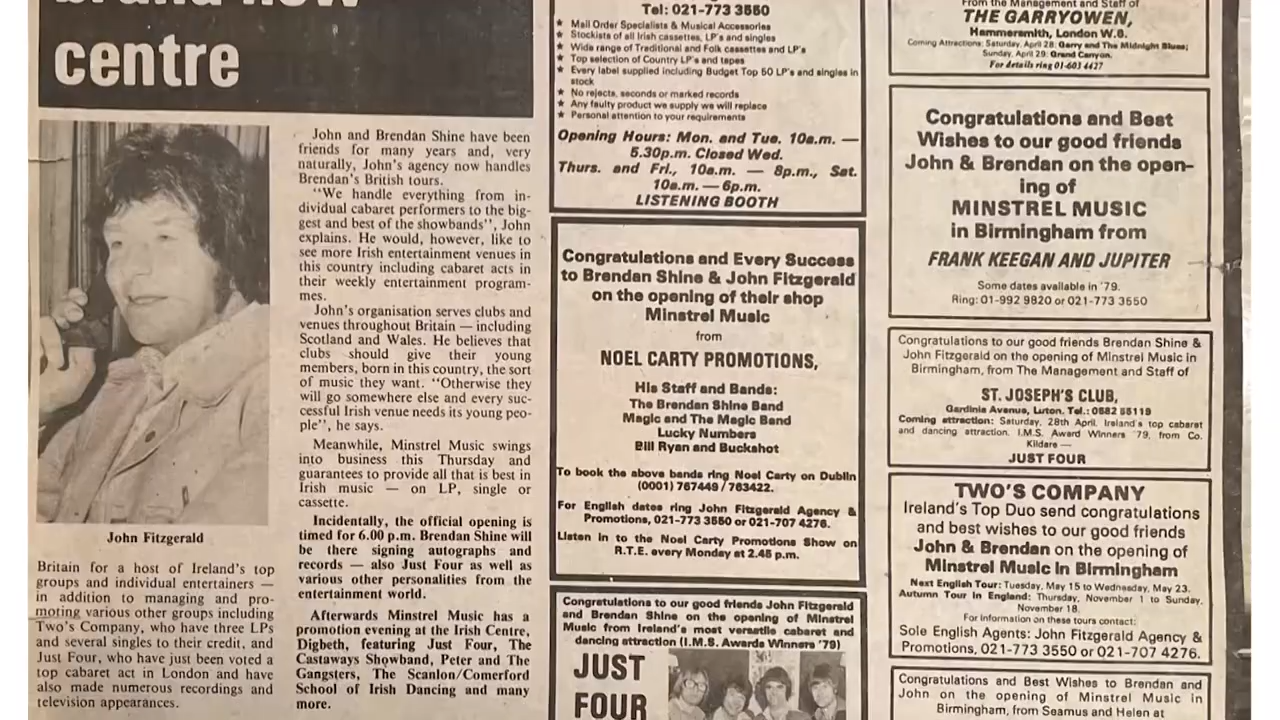 centre
John Fitzgerald
Britain for a host of Ireland's top
groups and individual entertainers —
in addition to managing and pro-
moting various other groups including
Two's Company, who have three LPs
and several singles to their credit, and
Just Four, who have just been voted a
top cabaret act in London and have
also made numerous recordings and
television appearances.
John and Brendan Shine have been
friends for many years and, very
naturally, John's agency now handles
Brendan's British tours.
"We handle everything from in-
dividual cabaret performers to the big-
gest and best of the showbands", John
explains. He would, however, like to
see more Irish entertainment venues in
this country including cabaret acts in
their weekly entertainment program-
mes.
John's organisation serves clubs and
venues throughout Britain — including
Scotland and Wales. He believes that
clubs should give their young
members, born in this country, the sort
of music they want. "Otherwise they
will go somewhere else and every suc-
cessful Irish venue needs its young peo-
ple", he says.
Meanwhile, Minstrel Music swings
into business this Thursday and
guarantees to provide all that is best in
Irish music — on LP, single or
cassette.
Incidentally, the official opening is
timed for 6.00 p.m. Brendan Shine will
be there signing autographs and
records — also Just Four as well as
various other personalities from the
entertainment world.
Afterwards Minstrel Music has a
promotion evening at the Irish Centre,
Digbeth, featuring Just Four, The
Castaways Showband, Peter and The
Gangsters, The Scanlon/Comerford
School of Irish Dancing and many
more.
Tel: 021-773 3550
★ Mail Order Specialists & Musical Accessories
★ Stockists of all Irish cassettes, LP's and singles
★ Wide range of Traditional and Folk cassettes and LP's
★ Top selection of Country LP's and tapes
★ Every label supplied including Budget Top 50 LP's and singles in
stock
★ No rejects, seconds or marked records
★ Any faulty product we supply we will replace
★ Personal attention to your requirements
Opening Hours: Mon. and Tue. 10a.m. —
5.30p.m. Closed Wed.
Thurs. and Fri., 10a.m. — 8p.m., Sat.
10a.m. — 6p.m.
LISTENING BOOTH
Congratulations and Every Success
to Brendan Shine & John Fitzgerald
on the opening of their shop
Minstrel Music
from
NOEL CARTY PROMOTIONS,
His Staff and Bands:
The Brendan Shine Band
Magic and The Magic Band
Lucky Numbers
Bill Ryan and Buckshot
To book the above bands ring Noel Carty on Dublin
(0001) 767449 / 763422.
For English dates ring John Fitzgerald Agency &
Promotions, 021-773 3550 or 021-707 4276.
Listen in to the Noel Carty Promotions Show on
R.T.E. every Monday at 2.45 p.m.
Congratulations to our good friends John Fitzgerald
and Brendan Shine on the opening of Minstrel
Music from Ireland's most versatile cabaret and
dancing attraction (I.M.S. Awards Winners '79)
JUST
FOUR
From the Management and Staff of
THE GARRYOWEN,
Hammersmith, London W.6.
Coming Attractions: Saturday, April 28: Gerry and The Midnight Blues;
Sunday, April 29: Grand Canyon.
For details ring 01-603 4427
Congratulations and Best
Wishes to our good friends
John & Brendan on the open-
ing of
MINSTREL MUSIC
in Birmingham from
FRANK KEEGAN AND JUPITER
Some dates available in '79.
Ring: 01-992 9820 or 021-773 3550
Congratulations to our good friends Brendan Shine &
John Fitzgerald on the opening of Minstrel Music in
Birmingham, from The Management and Staff of
ST. JOSEPH'S CLUB,
Gardinia Avenue, Luton. Tel.: 0582 55119
Coming attraction: Saturday, 28th April. Ireland's top cabaret
and dancing attraction. I.M.S. Award Winners '79, from Co.
Kildare —
JUST FOUR
TWO'S COMPANY
Ireland's Top Duo send congratulations
and best wishes to our good friends
John & Brendan on the opening of
Minstrel Music in Birmingham
Next English Tour: Tuesday, May 15 to Wednesday, May 23.
Autumn Tour in England: Thursday, November 1 to Sunday,
November 18.
For information on these tours contact:
Sole English Agents: John Fitzgerald Agency &
Promotions, 021-773 3550 or 021-707 4276.
Congratulations and Best Wishes to Brendan and
John on the opening of Minstrel Music in
Birmingham, from Seamus and Helen at